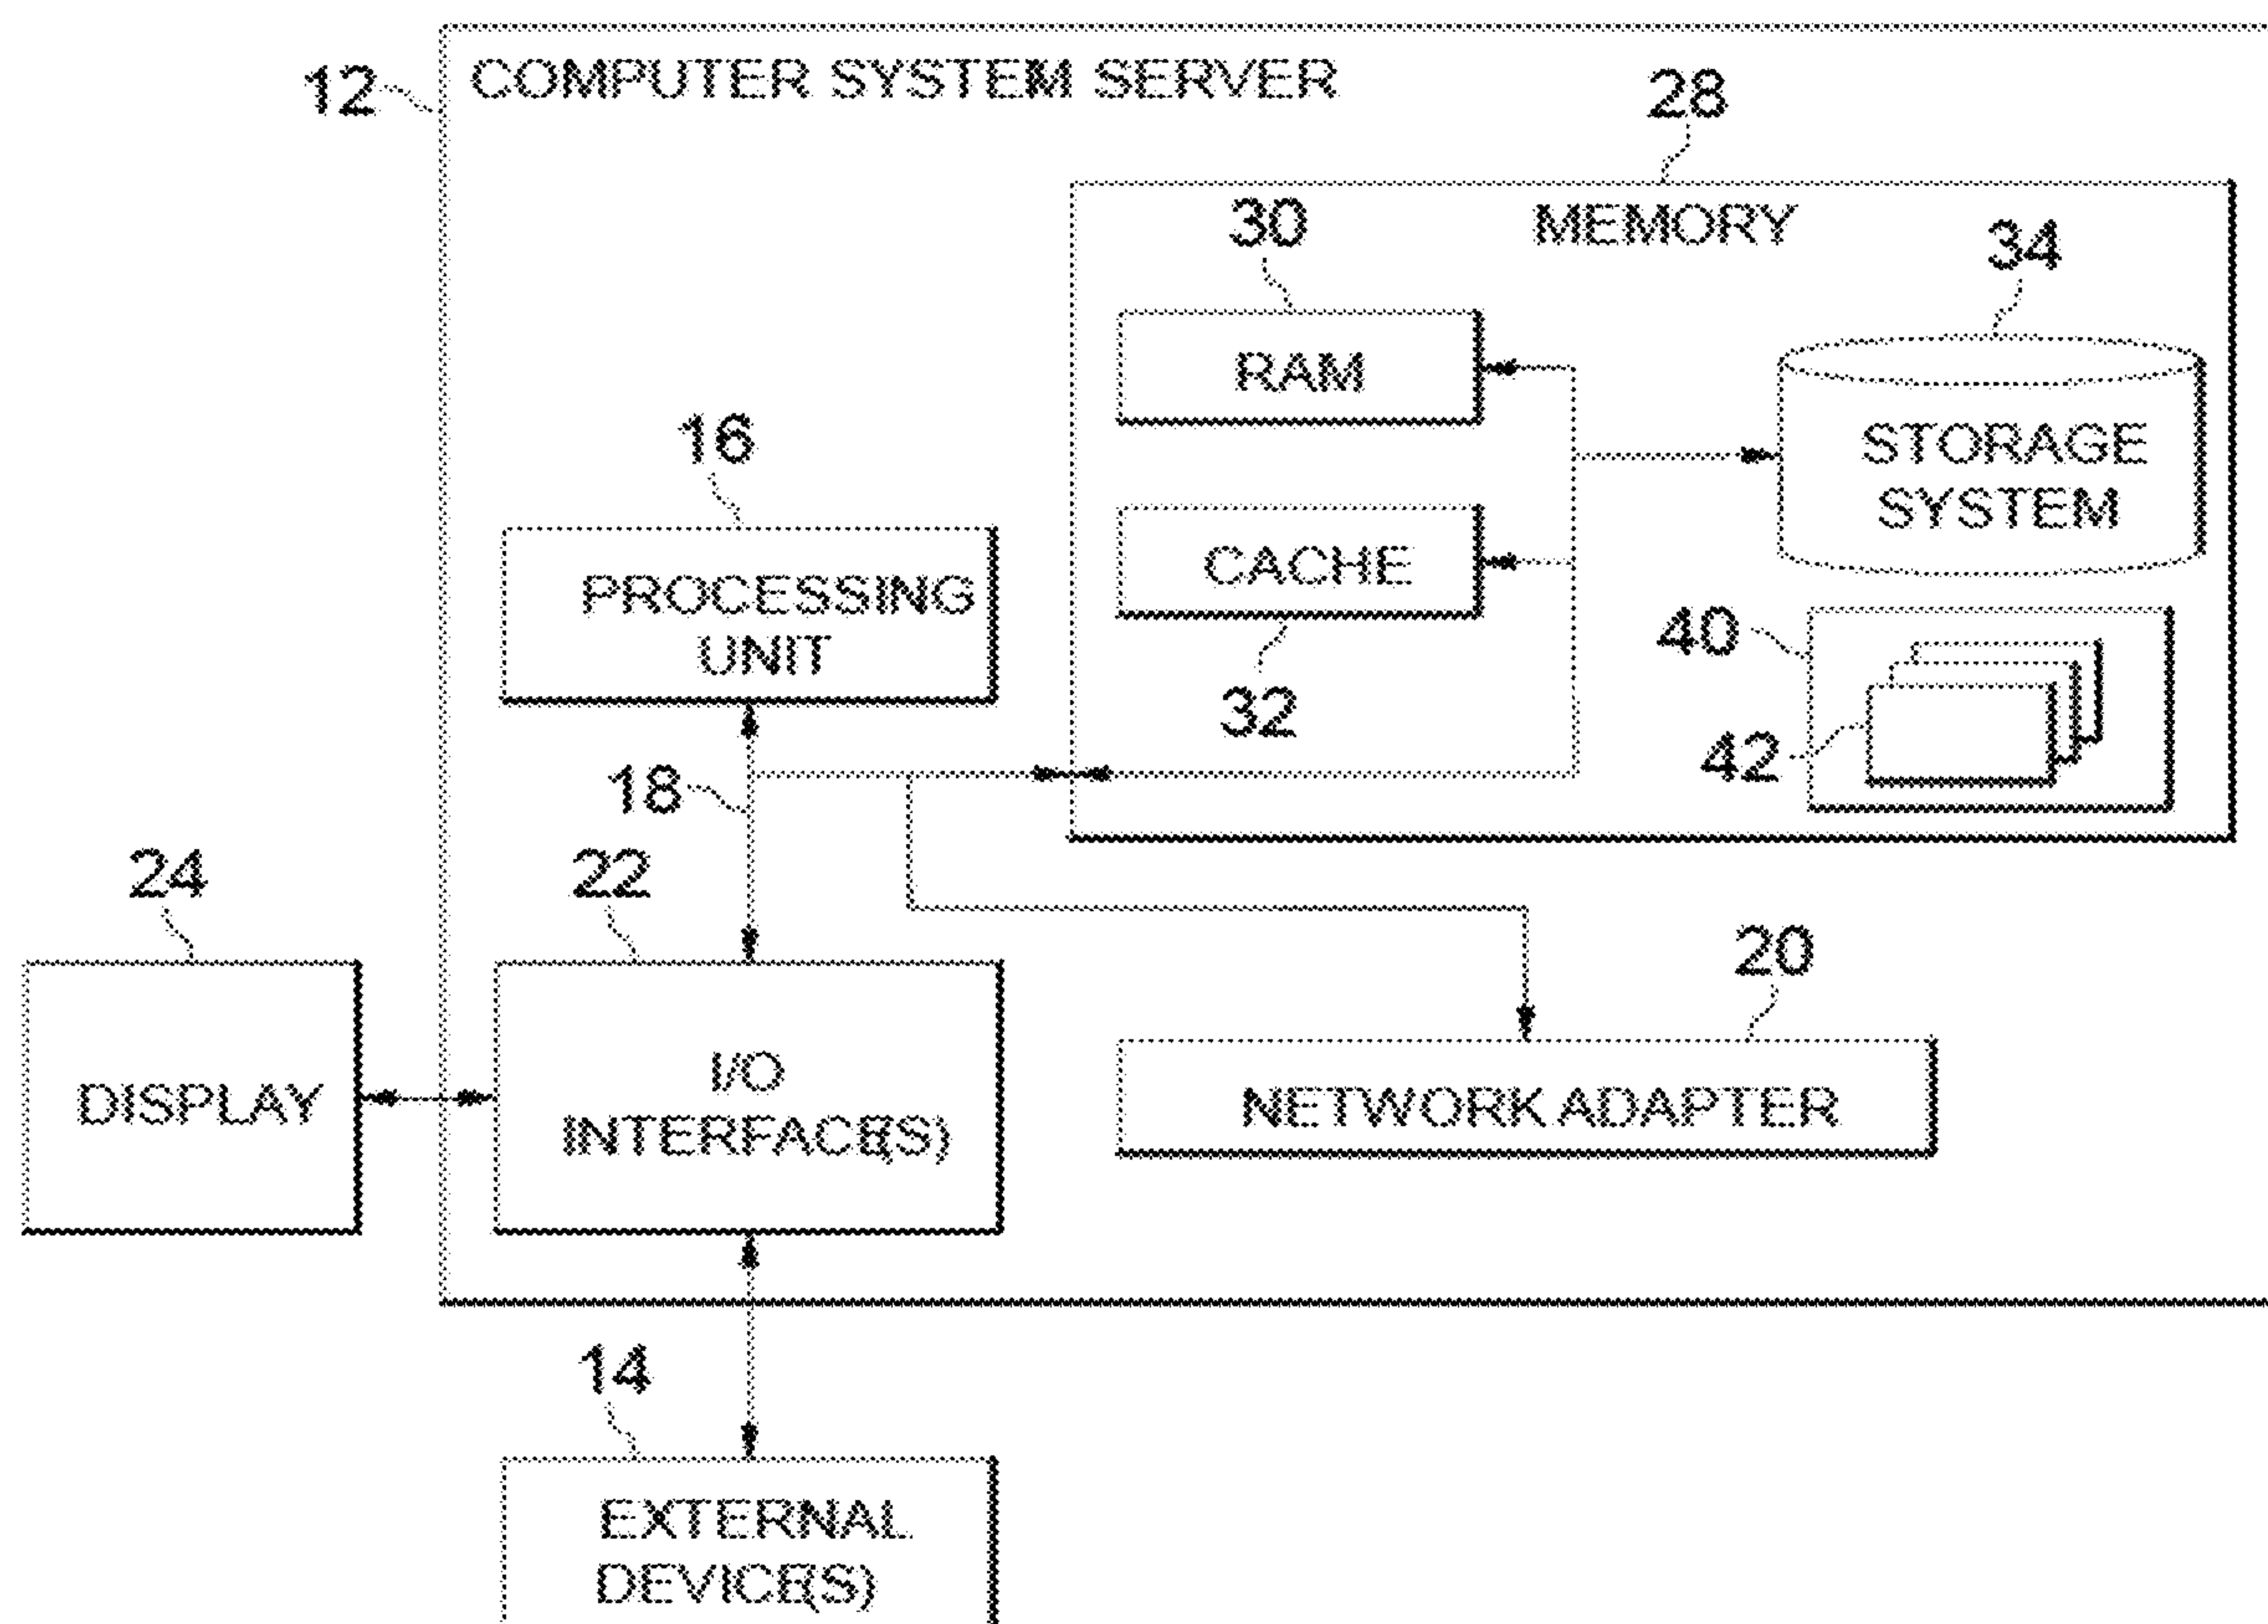 12
COMPUTER SYSTEM SERVER
28
MEMORY
30
34
RAM
16
STORAGE
SYSTEM
CACHE
PROCESSING
UNIT
40
32
42
18
24
22
20
DISPLAY
I/O
INTERFACE(S)
NETWORK ADAPTER
14
EXTERNAL
DEVICE(S)